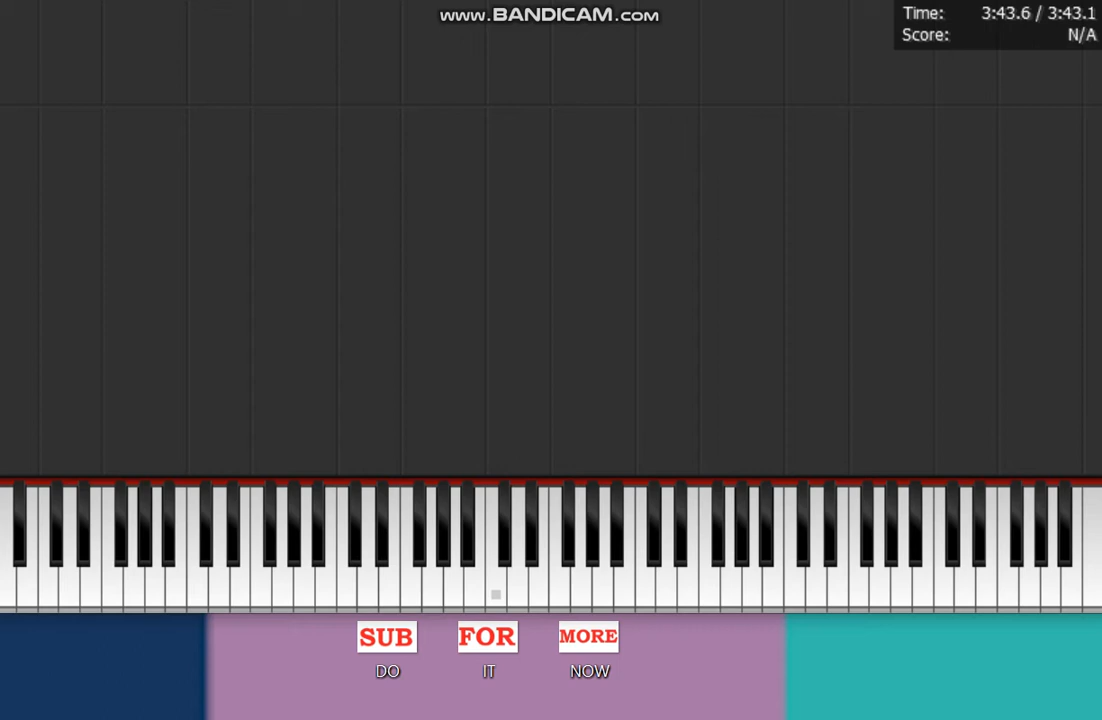 www.BANDICAM.com
Time: 3:43.6 / 3:43.1
Score: N/A
SUB FOR MORE
DO IT NOW